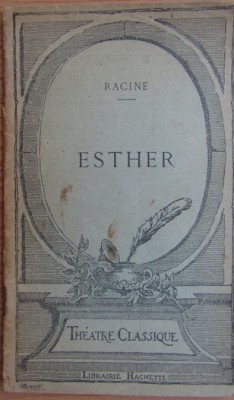 RACINE
ESTHER
THÉATRE CLASSIQUE
LIBRAIRIE HACHETTE